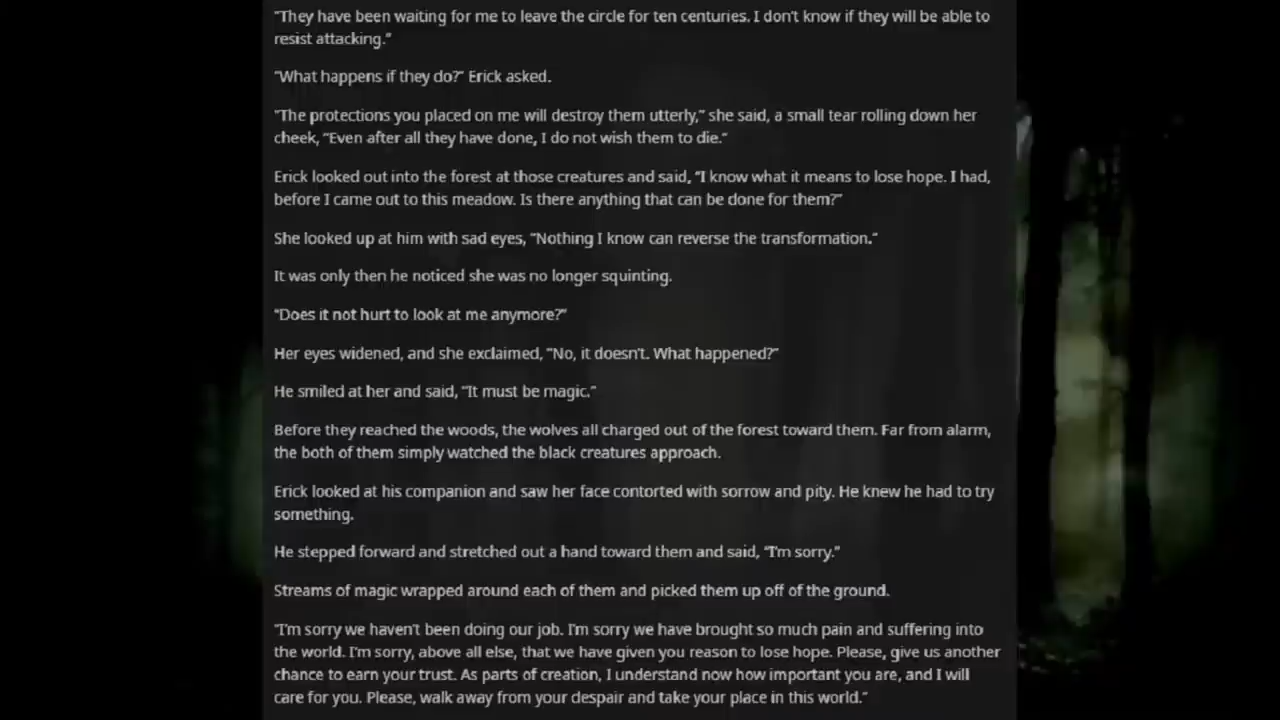 “They have been waiting for me to leave the circle for ten centuries. I don’t know if they will be able to
resist attacking.”
“What happens if they do?” Erick asked.
“The protections you placed on me will destroy them utterly,” she said, a small tear rolling down her
cheek, “Even after all they have done, I do not wish them to die.”
Erick looked out into the forest at those creatures and said, “I know what it means to lose hope. I had,
before I came out to this meadow. Is there anything that can be done for them?”
She looked up at him with sad eyes, “Nothing I know can reverse the transformation.”
It was only then he noticed she was no longer squinting.
“Does it not hurt to look at me anymore?”
Her eyes widened, and she exclaimed, “No, it doesn’t. What happened?”
He smiled at her and said, “It must be magic.”
Before they reached the woods, the wolves all charged out of the forest toward them. Far from alarm,
the both of them simply watched the black creatures approach.
Erick looked at his companion and saw her face contorted with sorrow and pity. He knew he had to try
something.
He stepped forward and stretched out a hand toward them and said, “I’m sorry.”
Streams of magic wrapped around each of them and picked them up off of the ground.
“I’m sorry we haven’t been doing our job. I’m sorry we have brought so much pain and suffering into
the world. I’m sorry, above all else, that we have given you reason to lose hope. Please, give us another
chance to earn your trust. As parts of creation, I understand now how important you are, and I will
care for you. Please, walk away from your despair and take your place in this world.”